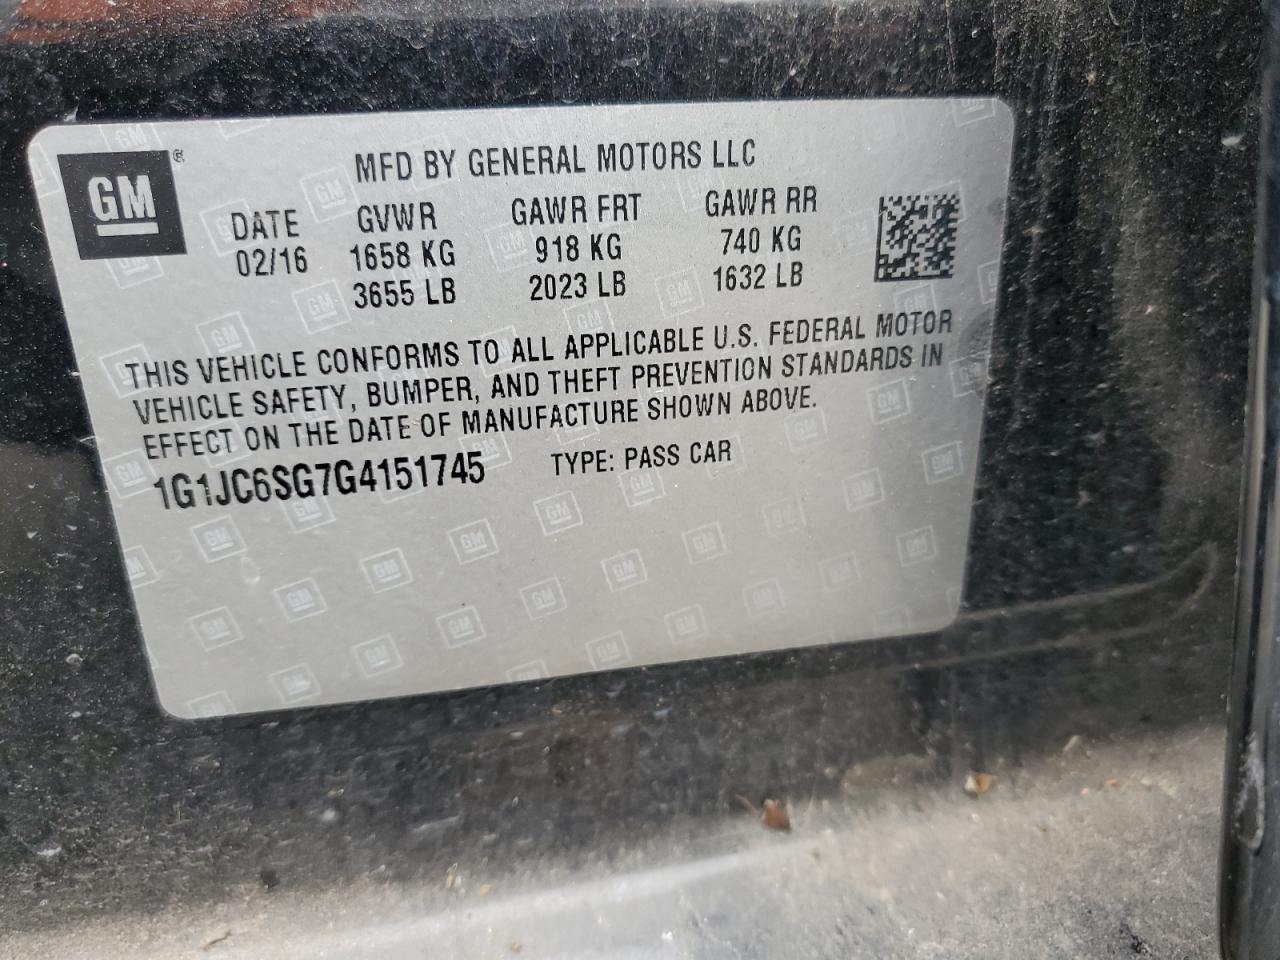 GM
MFD BY GENERAL MOTORS LLC
DATE GVWR GAWR FRT GAWR RR
02/16 1658 KG 918 KG 740 KG
3655 LB 2023 LB 1632 LB
THIS VEHICLE CONFORMS TO ALL APPLICABLE U.S. FEDERAL MOTOR
VEHICLE SAFETY, BUMPER, AND THEFT PREVENTION STANDARDS IN
EFFECT ON THE DATE OF MANUFACTURE SHOWN ABOVE.
1G1JC6SG7G4151745 TYPE: PASS CAR